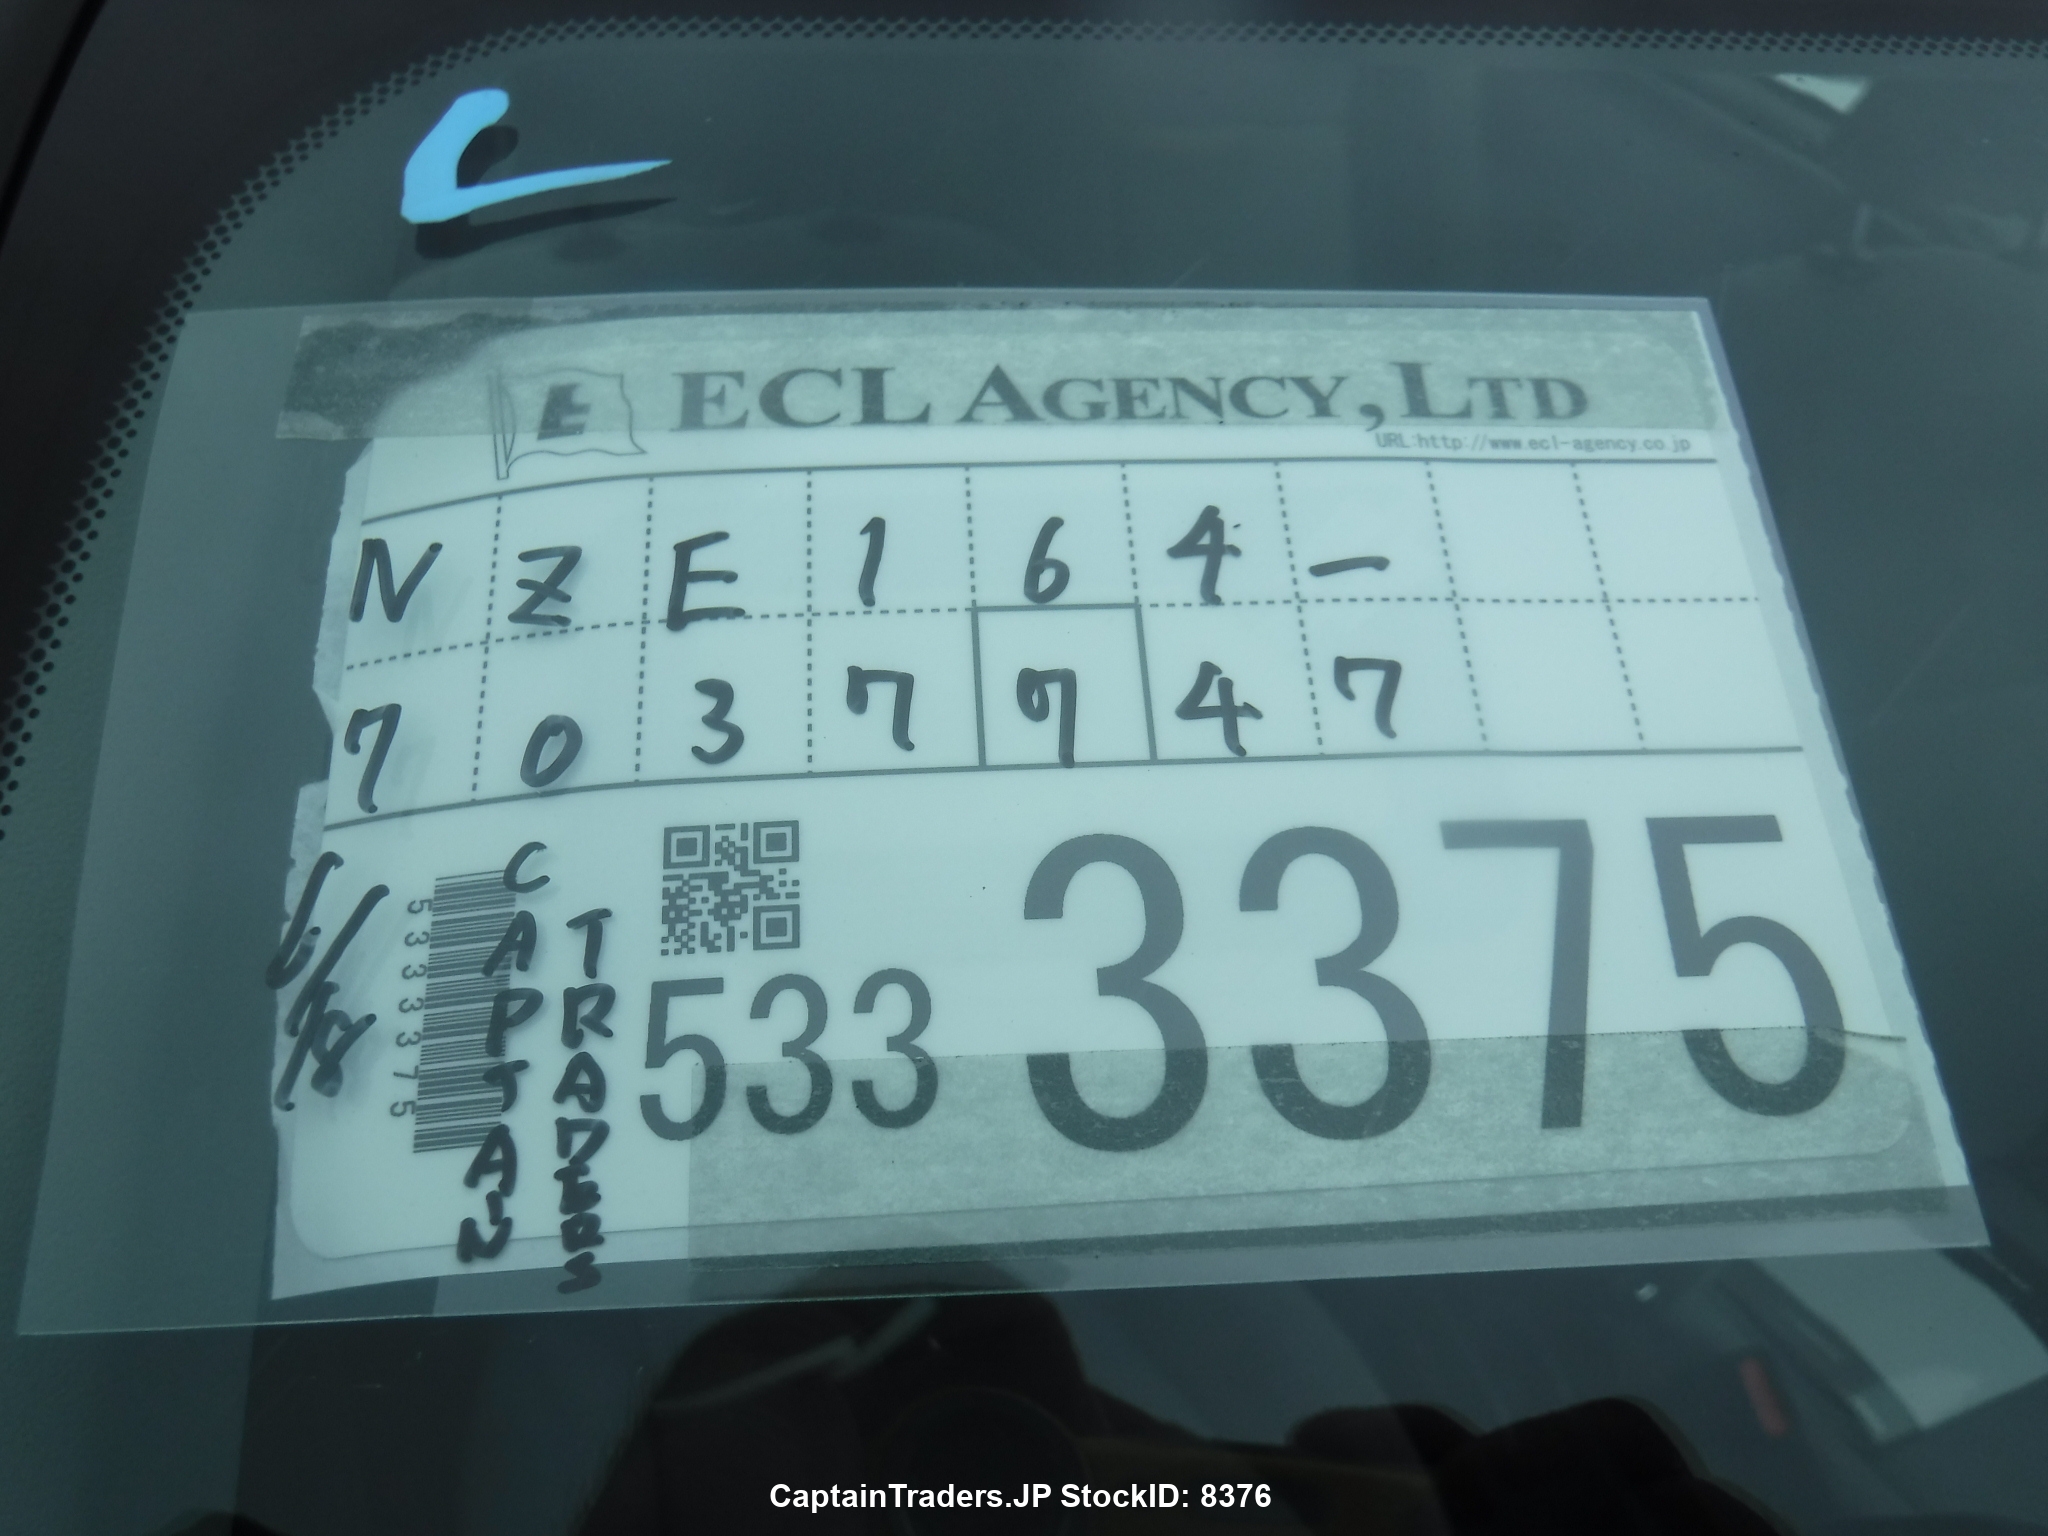 ECL AGENCY, LTD
URL:http://www.ecl-agency.co.jp
NZE164-
7037747
CAPTAIN
TRADERS
5333375
533 3375
CaptainTraders.JP StockID: 8376